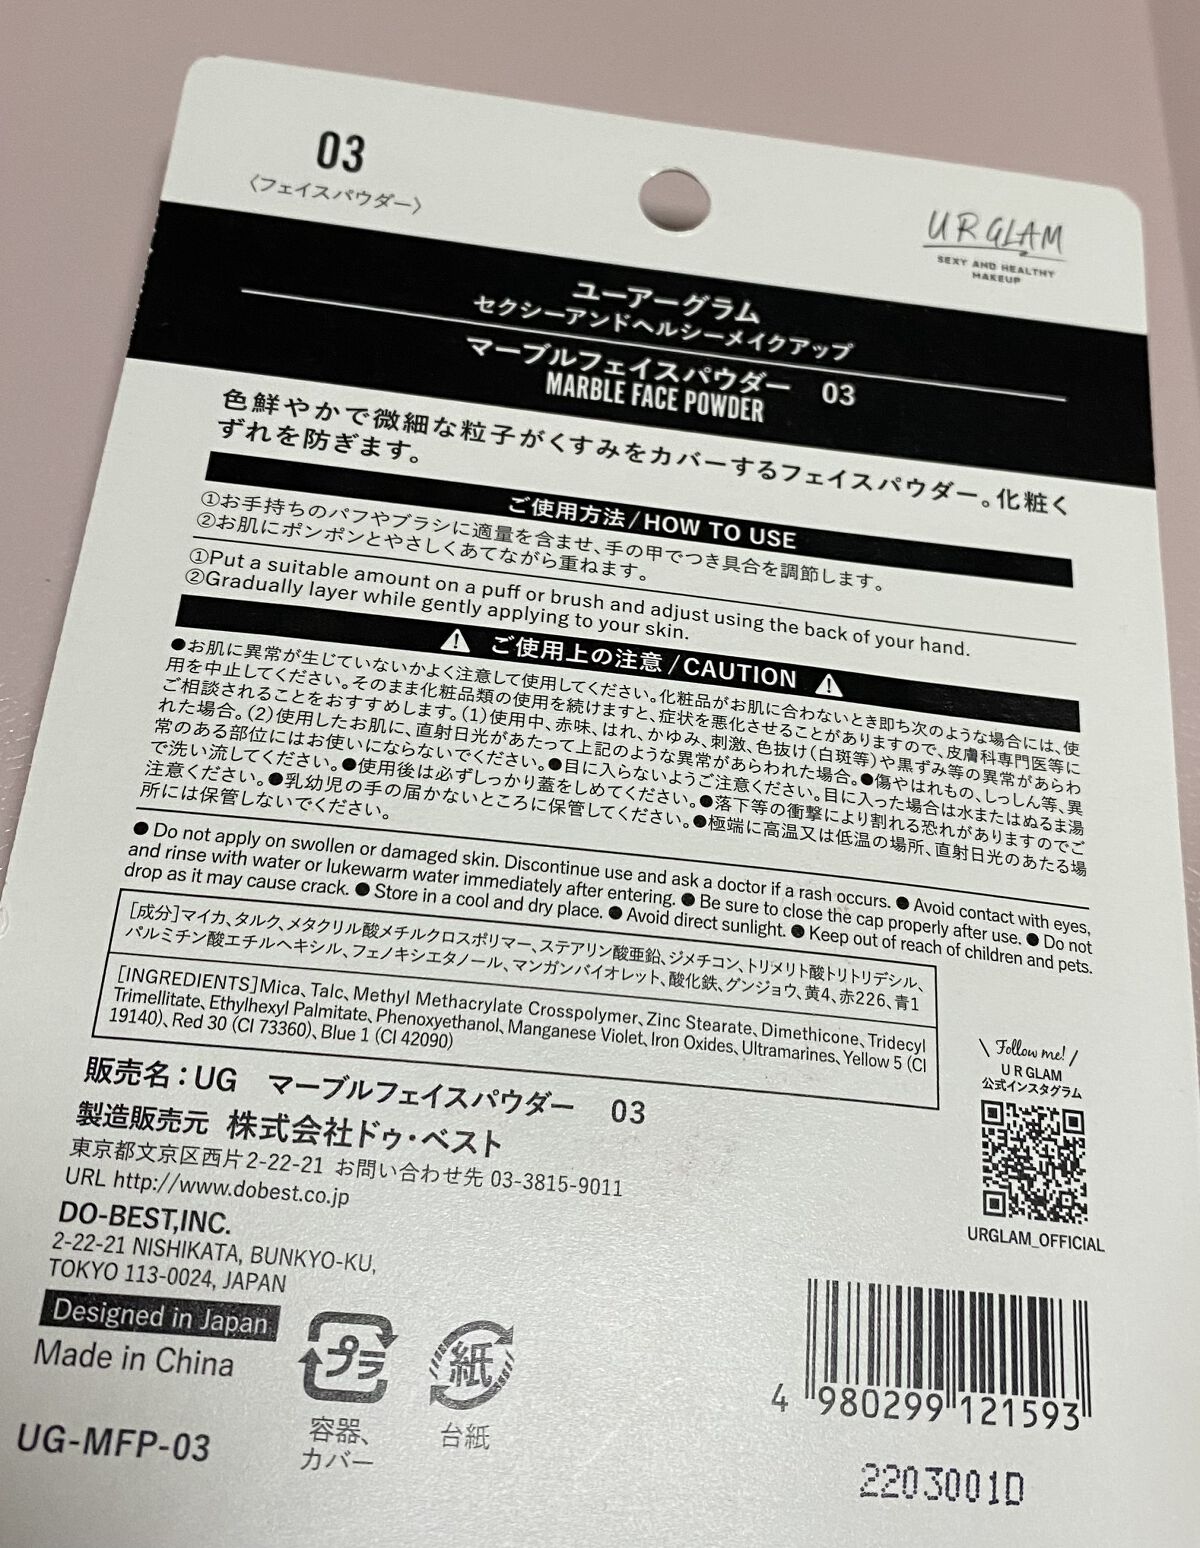 03
〈フェイスパウダー〉
UR GLAM
SEXY AND HEALTHY
MAKEUP
ユーアーグラム
セクシーアンドヘルシーメイクアップ
マーブルフェイスパウダー 03
MARBLE FACE POWDER
色鮮やかで微細な粒子がくすみをカバーするフェイスパウダー。化粧く
ずれを防ぎます。
ご使用方法/HOW TO USE
①お手持ちのパフやブラシに適量を含ませ、手の甲でつき具合を調節します。
②お肌にポンポンとやさしくあてながら重ねます。
①Put a suitable amount on a puff or brush and adjust using the back of your hand.
②Gradually layer while gently applying to your skin.
ご使用上の注意/CAUTION
●お肌に異常が生じていないかよく注意して使用してください。化粧品がお肌に合わないとき即ち次のような場合には、使
用を中止してください。そのまま化粧品類の使用を続けますと、症状を悪化させることがありますので、皮膚科専門医等に
ご相談されることをおすすめします。(1)使用中、赤味、はれ、かゆみ、刺激、色抜け(白斑等)や黒ずみ等の異常があらわ
れた場合。(2)使用したお肌に、直射日光があたって上記のような異常があらわれた場合。●傷やはれもの、しっしん等、異
常のある部位にはお使いにならないでください。●目に入らないようご注意ください。目に入った場合は水またはぬるま湯
で洗い流してください。●使用後は必ずしっかり蓋をしめてください。●落下等の衝撃により割れる恐れがありますのでご
注意ください。●乳幼児の手の届かないところに保管してください。●極端に高温又は低温の場所、直射日光のあたる場
所には保管しないでください。
● Do not apply on swollen or damaged skin. Discontinue use and ask a doctor if a rash occurs. ● Avoid contact with eyes,
and rinse with water or lukewarm water immediately after entering. ● Be sure to close the cap properly after use. ● Do not
drop as it may cause crack. ● Store in a cool and dry place. ● Avoid direct sunlight. ● Keep out of reach of children and pets.
[成分]マイカ、タルク、メタクリル酸メチルクロスポリマー、ステアリン酸亜鉛、ジメチコン、トリメリト酸トリトリデシル、
パルミチン酸エチルヘキシル、フェノキシエタノール、マンガンバイオレット、酸化鉄、グンジョウ、黄4、赤226、青1
[INGREDIENTS]Mica、Talc、Methyl Methacrylate Crosspolymer、Zinc Stearate、Dimethicone、Tridecyl
Trimellitate、Ethylhexyl Palmitate、Phenoxyethanol、Manganese Violet、Iron Oxides、Ultramarines、Yellow 5 (CI
19140)、Red 30 (CI 73360)、Blue 1 (CI 42090)
販売名：UG マーブルフェイスパウダー 03
製造販売元 株式会社ドゥ・ベスト
東京都文京区西片2-22-21 お問い合わせ先 03-3815-9011
URL http://www.dobest.co.jp
DO-BEST,INC.
2-22-21 NISHIKATA, BUNKYO-KU,
TOKYO 113-0024, JAPAN
Designed in Japan
Made in China
UG-MFP-03
プラ
容器、
カバー
紙
台紙
\ Follow me! /
U R GLAM
公式インスタグラム
URGLAM_OFFICIAL
4 980299 121593
2203001D